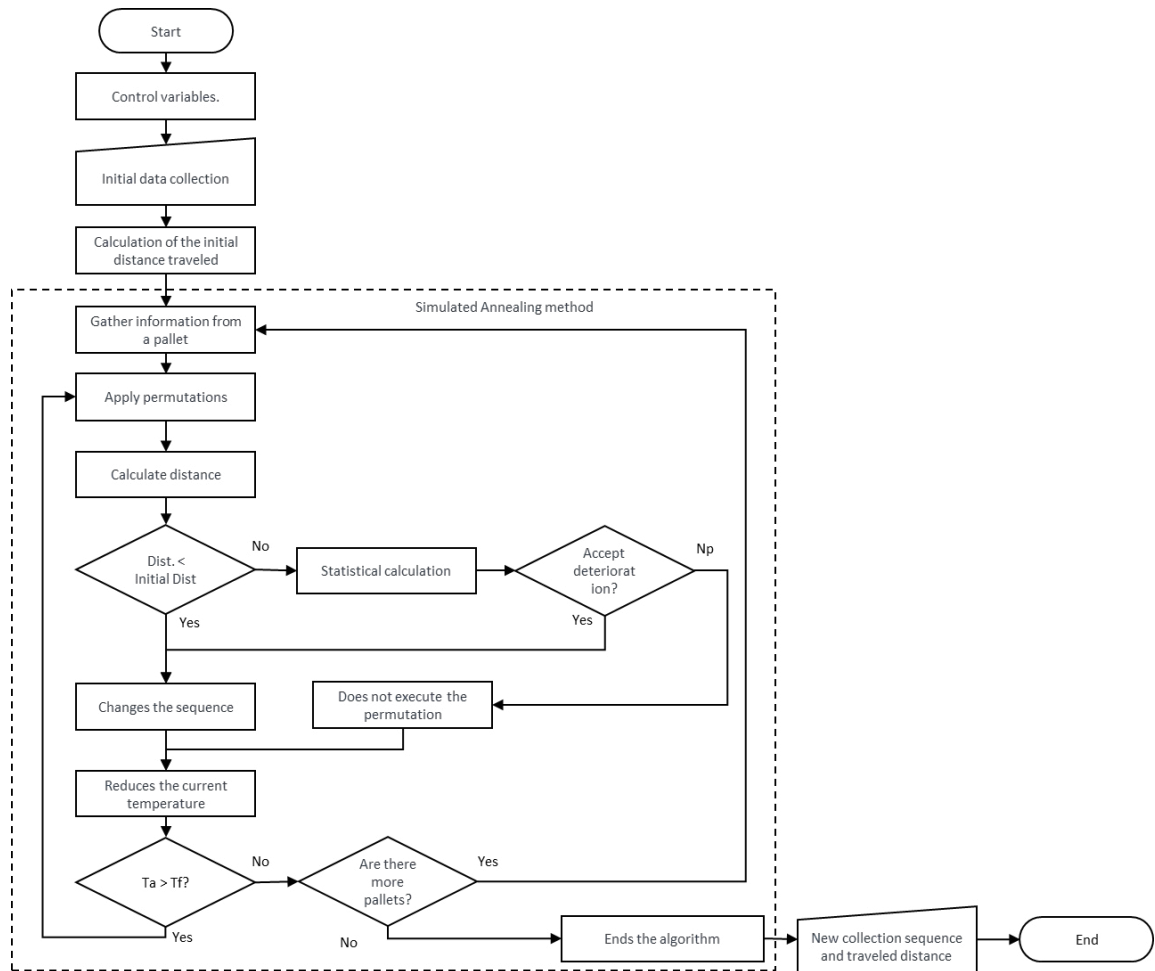 Start
Control variables.
Initial data collection
Calculation of the initial
distance traveled
Simulated Annealing method
Gather information from
a pallet
Apply permutations
Calculate distance
Dist. <
Initial Dist
No
Statistical calculation
Accept
deteriorat
ion?
Np
Yes
Yes
Changes the sequence
Does not execute the
permutation
Reduces the current
temperature
Ta > Tf?
No
Are there
more
pallets?
Yes
Yes
No
Ends the algorithm
New collection sequence
and traveled distance
End